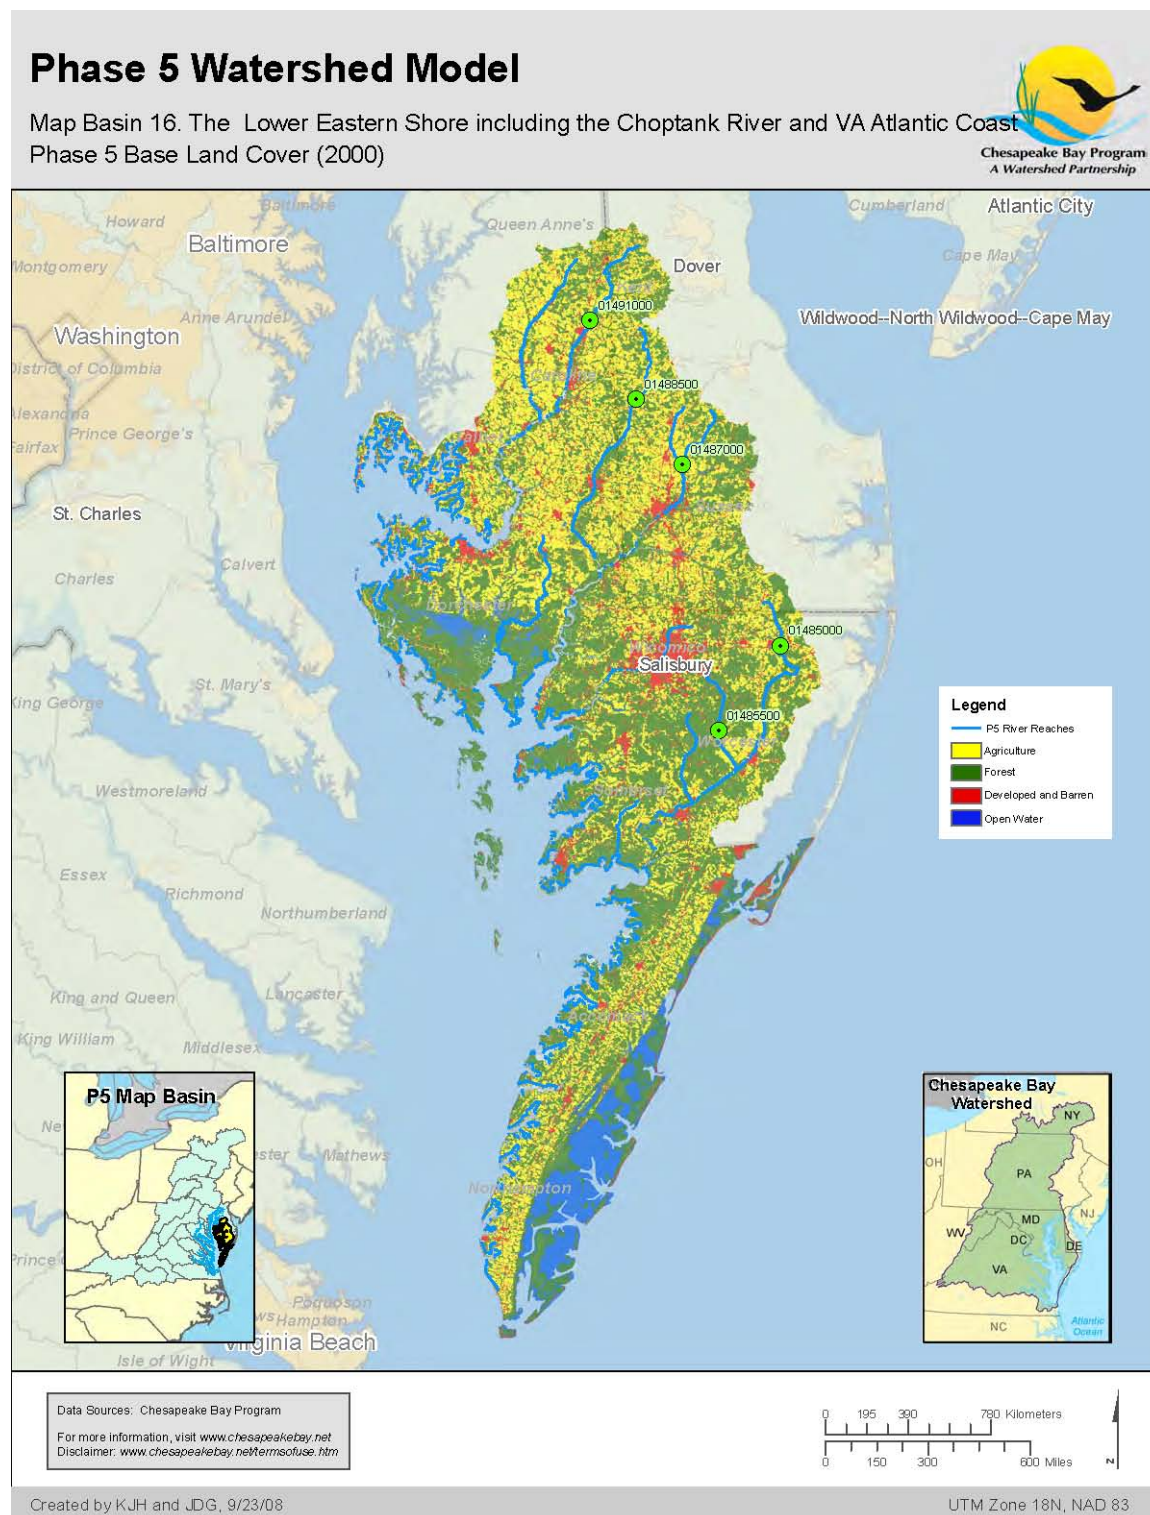 Phase 5 Watershed Model
Map Basin 16. The Lower Eastern Shore including the Choptank River and VA Atlantic Coast
Phase 5 Base Land Cover (2000)
Chesapeake Bay Program
A Watershed Partnership
Baltimore
Cumberland
Atlantic City
Howard
Queen Anne's
Baltimore
Cape May
Montgomery
Dover
01491000
Anne Arundel
Wildwood--North Wildwood--Cape May
Washington
District of Columbia
01488500
Alexandria
Prince George's
Fairfax
01487000
St. Charles
Calvert
Charles
Dorchester
01485000
Wicomico
Salisbury
St. Mary's
King George
01485500
Legend
P5 River Reaches
Agriculture
Forest
Developed and Barren
Open Water
Somerset
Westmoreland
Essex
Richmond
Northumberland
King and Queen
Lancaster
Accomack
King William
Middlesex
P5 Map Basin
Chesapeake Bay
Watershed
NY
OH
PA
Mathews
Northampton
NJ
MD
WV
DC
DE
VA
Prince
NC
Atlantic
Ocean
Poquoson
Hampton
Virginia Beach
Isle of Wight
Data Sources: Chesapeake Bay Program
For more information, visit www.chesapeakebay.net
Disclaimer: www.chesapeakebay.net/termsofuse.htm
0 195 390 780 Kilometers
0 150 300 600 Miles
N
Created by KJH and JDG, 9/23/08
UTM Zone 18N, NAD 83